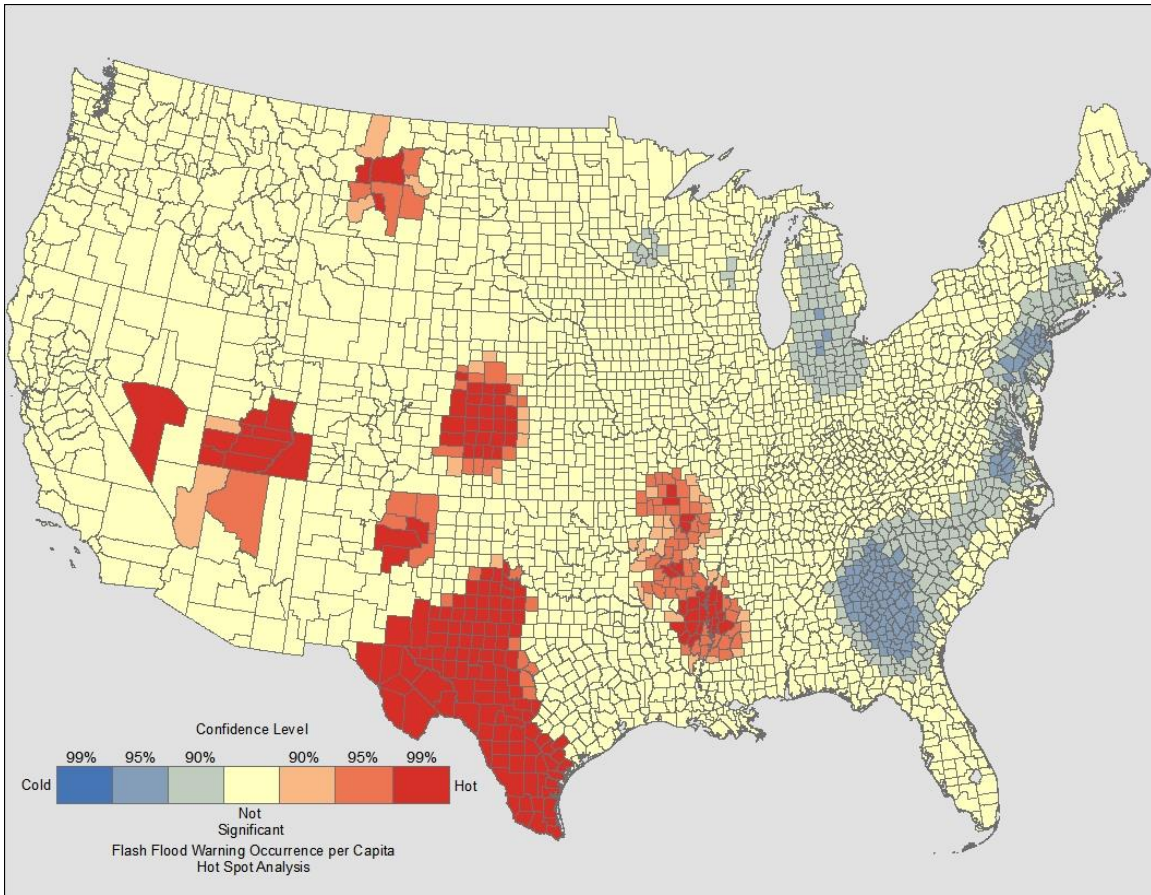 Confidence Level
99% 95% 90% 90% 95% 99%
Cold Hot
Not
Significant
Flash Flood Warning Occurrence per Capita
Hot Spot Analysis